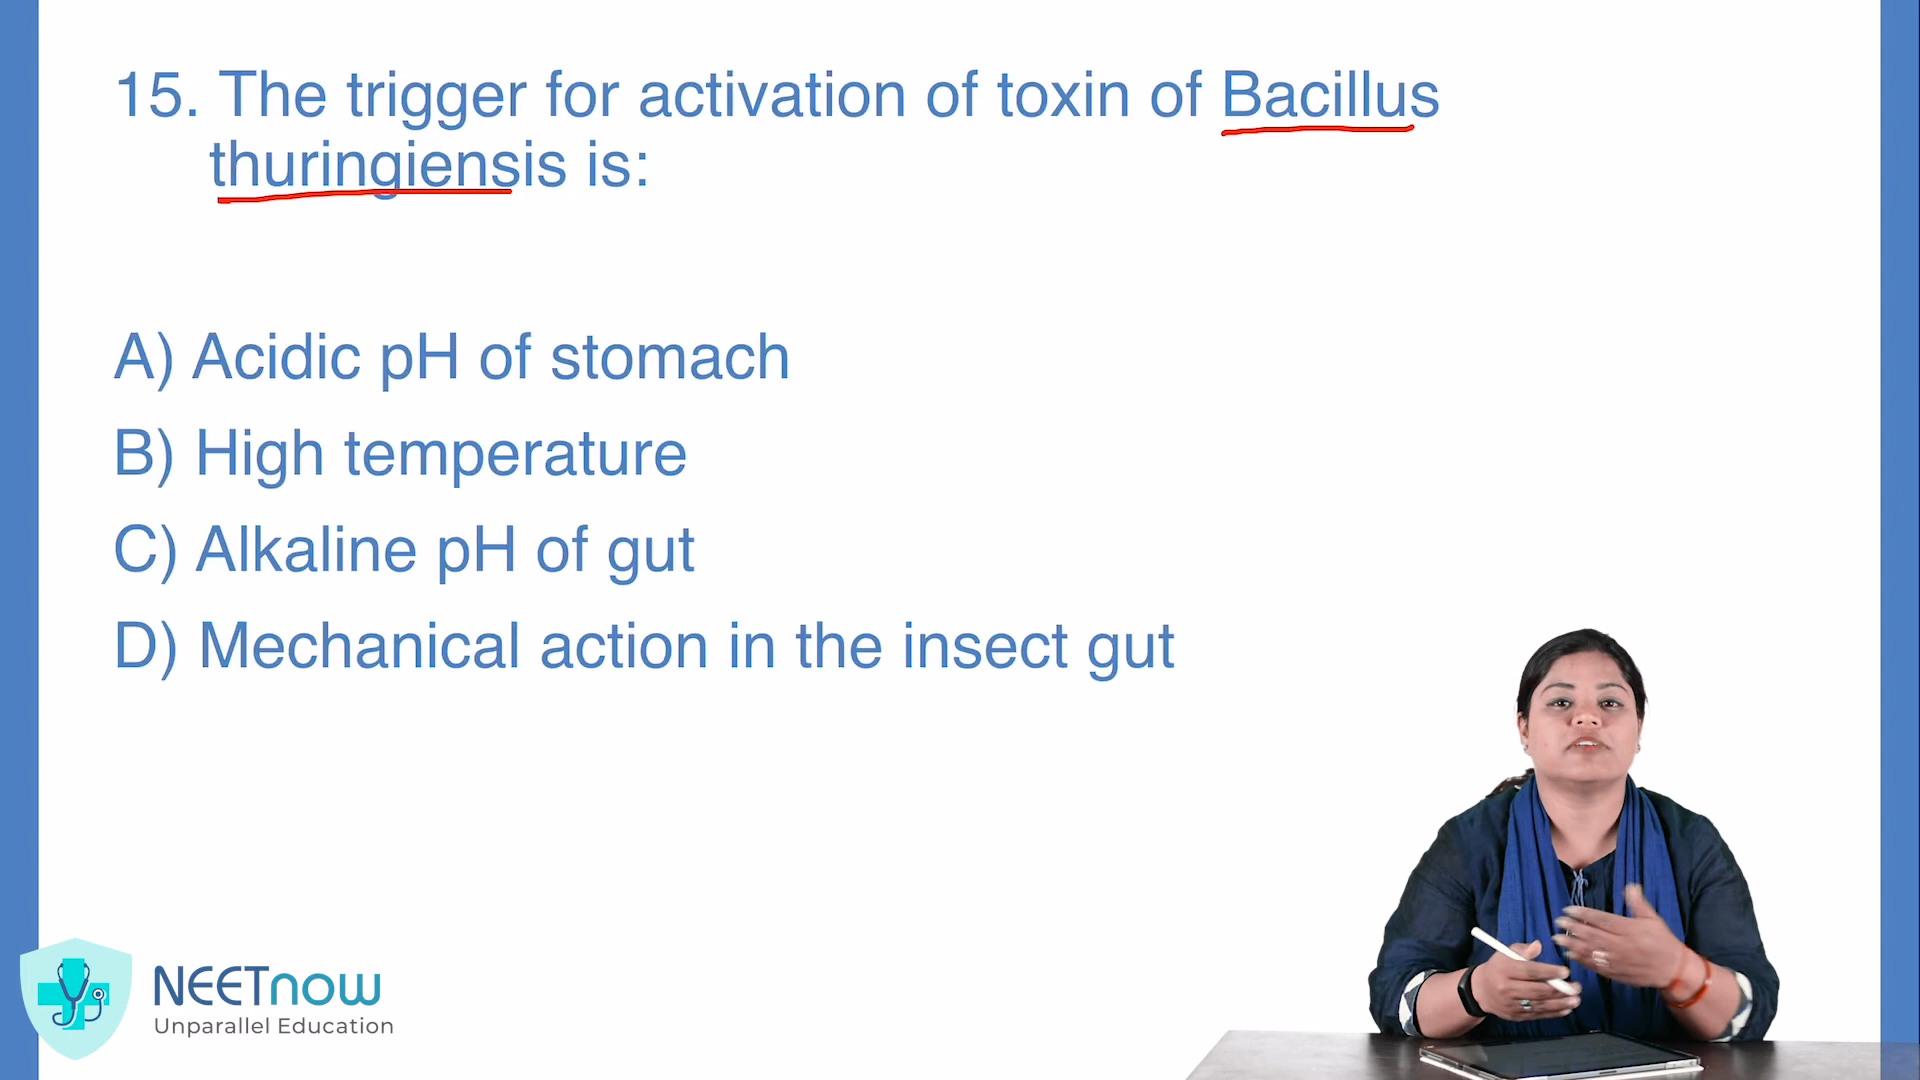 15. The trigger for activation of toxin of Bacillus
thuringiensis is:
A) Acidic pH of stomach
B) High temperature
C) Alkaline pH of gut
D) Mechanical action in the insect gut
NEETnow
Unparallel Education